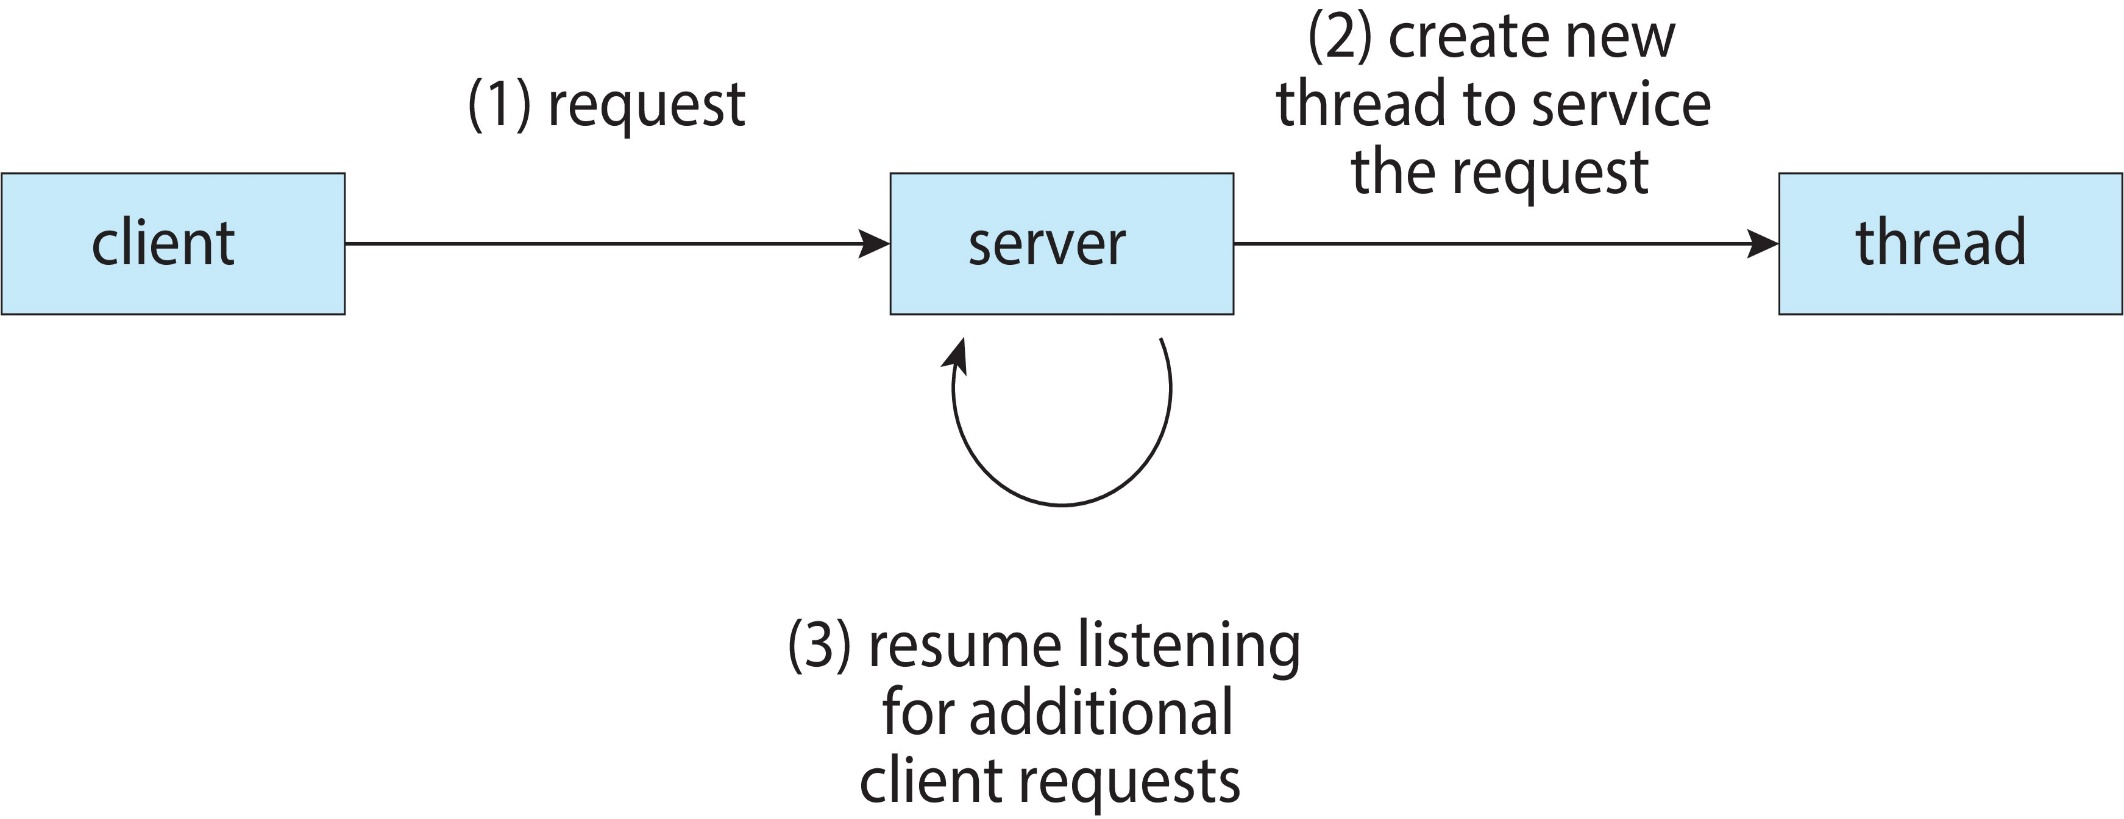 (1) request
(2) create new
thread to service
the request
client
server
thread
(3) resume listening
for additional
client requests